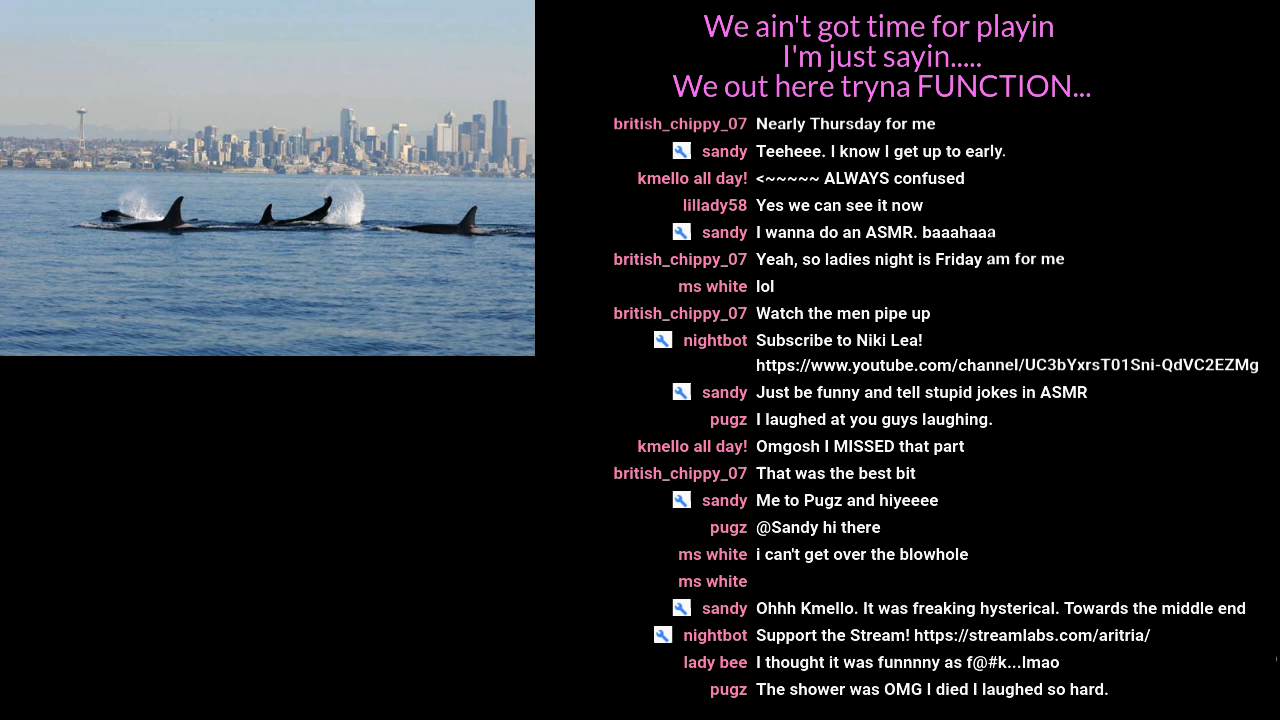 We ain't got time for playin
I'm just sayin.....
We out here tryna FUNCTION...
british_chippy_07 Nearly Thursday for me
sandy Teeheee. I know I get up to early.
kmello all day! <~~~~~ ALWAYS confused
lillady58 Yes we can see it now
sandy I wanna do an ASMR. baaahaaa
british_chippy_07 Yeah, so ladies night is Friday am for me
ms white lol
british_chippy_07 Watch the men pipe up
nightbot Subscribe to Niki Lea!
https://www.youtube.com/channel/UC3bYxrsT01Sni-QdVC2EZMg
sandy Just be funny and tell stupid jokes in ASMR
pugz I laughed at you guys laughing.
kmello all day! Omgosh I MISSED that part
british_chippy_07 That was the best bit
sandy Me to Pugz and hiyeeee
pugz @Sandy hi there
ms white i can't get over the blowhole
ms white
sandy Ohhh Kmello. It was freaking hysterical. Towards the middle end
nightbot Support the Stream! https://streamlabs.com/aritria/
lady bee I thought it was funnnny as f@#k...lmao
pugz The shower was OMG I died I laughed so hard.